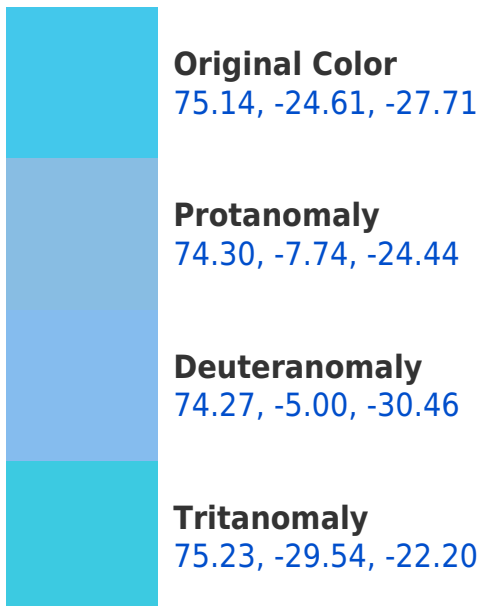 Original Color
75.14, -24.61, -27.71
Protanomaly
74.30, -7.74, -24.44
Deuteranomaly
74.27, -5.00, -30.46
Tritanomaly
75.23, -29.54, -22.20